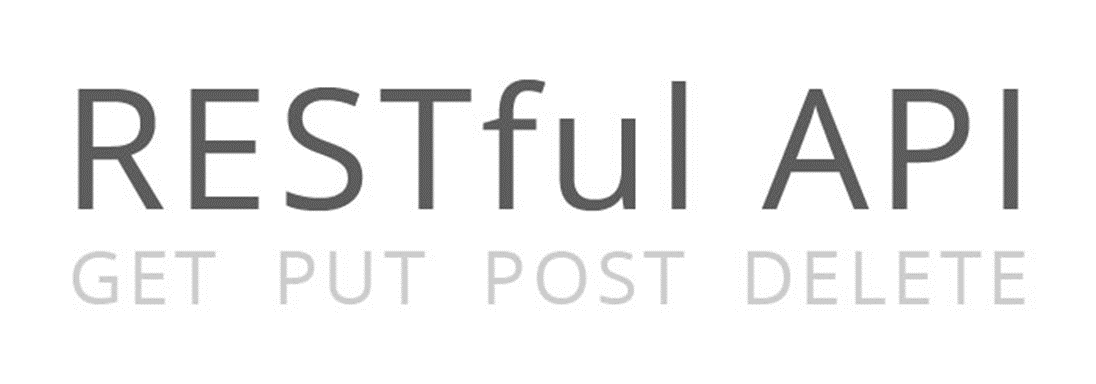 RESTful API
GET PUT POST DELETE